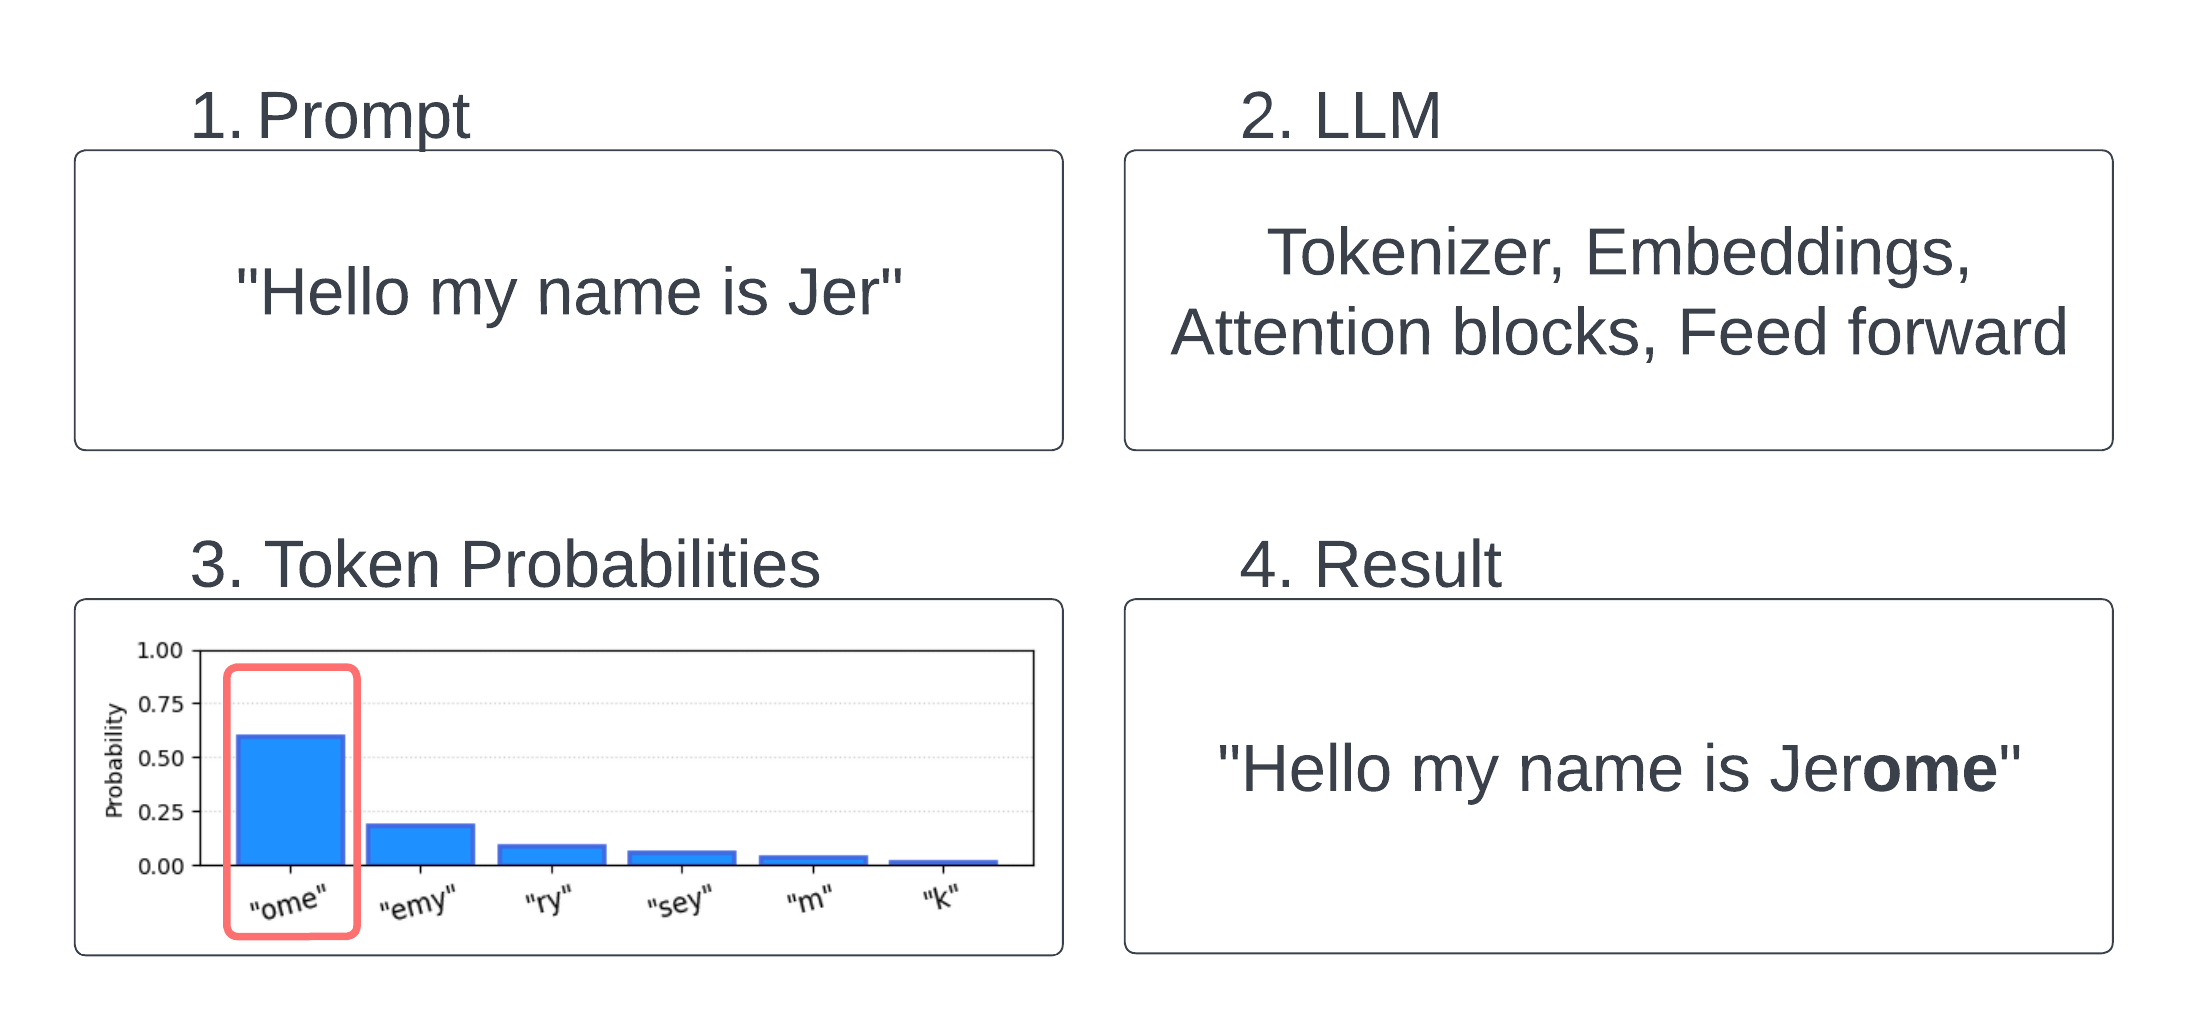 1. Prompt
"Hello my name is Jer"
2. LLM
Tokenizer, Embeddings,
Attention blocks, Feed forward
3. Token Probabilities
Probability
1.00
0.75
0.50
0.25
0.00
"ome" "emy" "ry" "sey" "m" "k"
4. Result
"Hello my name is Jerome"